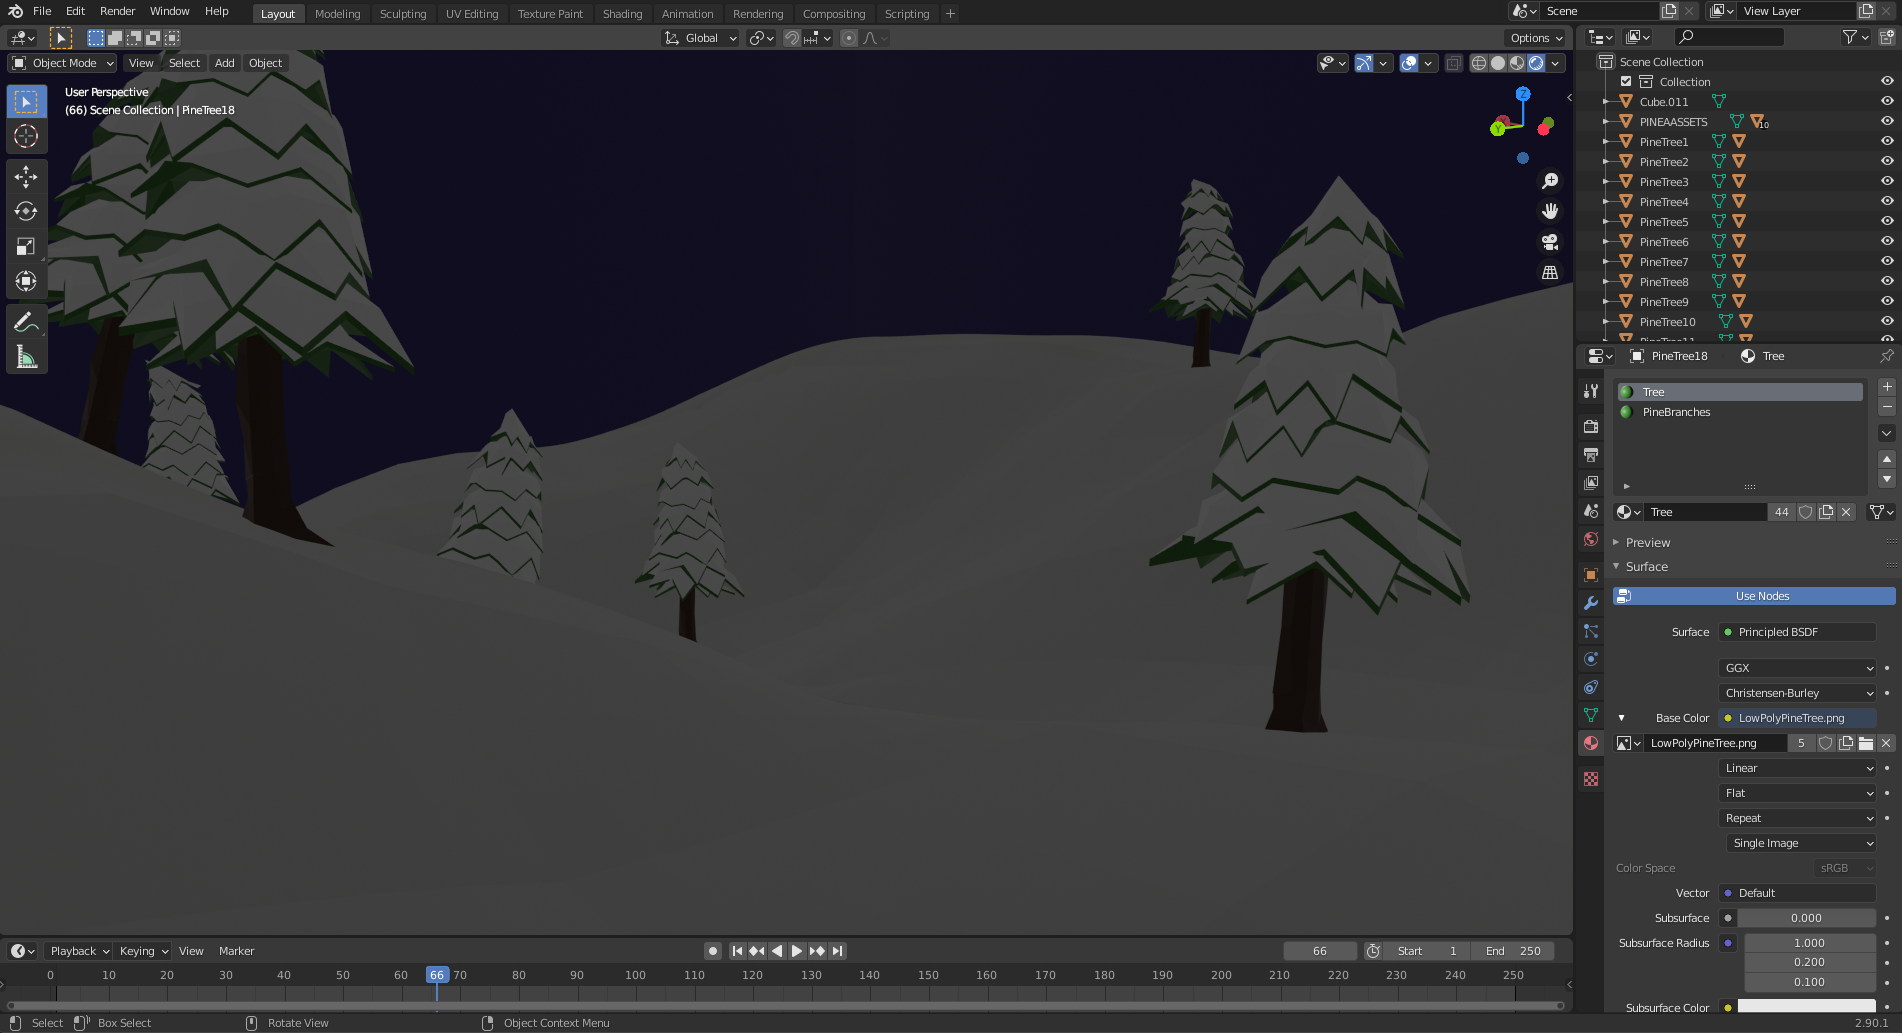 File Edit Render Window Help Layout Modeling Sculpting UV Editing Texture Paint Shading Animation Rendering Compositing Scripting + Scene View Layer
Global Options
Object Mode View Select Add Object
User Perspective
(66) Scene Collection | PineTree18
Z
Y
Scene Collection
Collection
Cube.011
PINEAASSETS 10
PineTree1
PineTree2
PineTree3
PineTree4
PineTree5
PineTree6
PineTree7
PineTree8
PineTree9
PineTree10
PineTree11
PineTree18 Tree
Tree
PineBranches
Tree 44
Preview
Surface
Use Nodes
Surface Principled BSDF
GGX
Christensen-Burley
Base Color LowPolyPineTree.png
LowPolyPineTree.png 5
Linear
Flat
Repeat
Single Image
Color Space sRGB
Vector Default
Subsurface 0.000
Subsurface Radius 1.000
0.200
0.100
Subsurface Color
Playback Keying View Marker 66 Start 1 End 250
0 10 20 30 40 50 60 66 70 80 90 100 110 120 130 140 150 160 170 180 190 200 210 220 230 240 250
Select Box Select Rotate View Object Context Menu 2.90.1